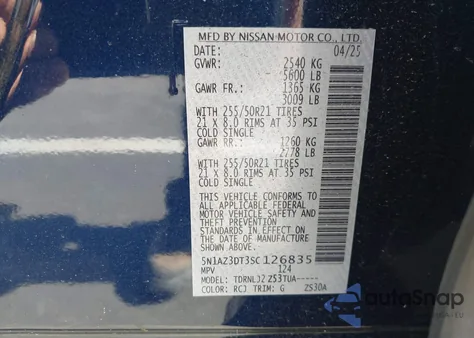 MFD BY NISSAN MOTOR CO., LTD.
DATE: 04/25
GVWR: 2540 KG
5600 LB
GAWR FR.: 1365 KG
3009 LB
WITH 255/50R21 TIRES
21 x 8.0 RIMS AT 35 PSI
COLD SINGLE
GAWR RR.: 1260 KG
2778 LB
WITH 255/50R21 TIRES
21 x 8.0 RIMS AT 35 PSI
COLD SINGLE
THIS VEHICLE CONFORMS TO
ALL APPLICABLE FEDERAL
MOTOR VEHICLE SAFETY AND
THEFT PREVENTION
STANDARDS IN EFFECT ON
THE DATE OF MANUFACTURE
SHOWN ABOVE.
5N1AZ3DT3SC126835
MPV 124
MODEL: ZS3TUA-----
COLOR: RCJ TRIM: G ZS30A
autoSnap